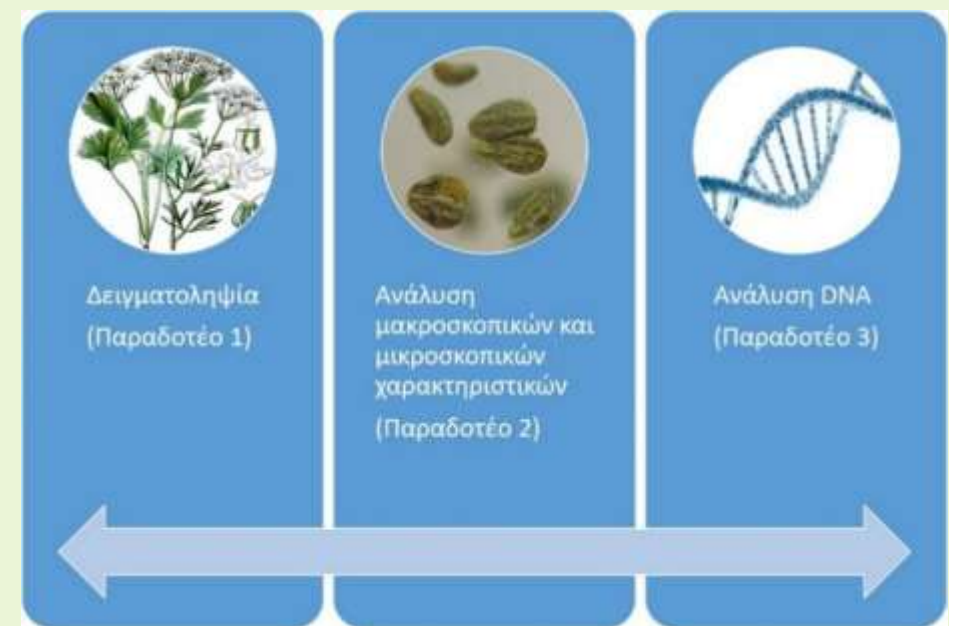 Δειγματοληψία
(Παραδοτέο 1)
Ανάλυση
μακροσκοπικών και
μικροσκοπικών
χαρακτηριστικών
(Παραδοτέο 2)
Ανάλυση DNA
(Παραδοτέο 3)